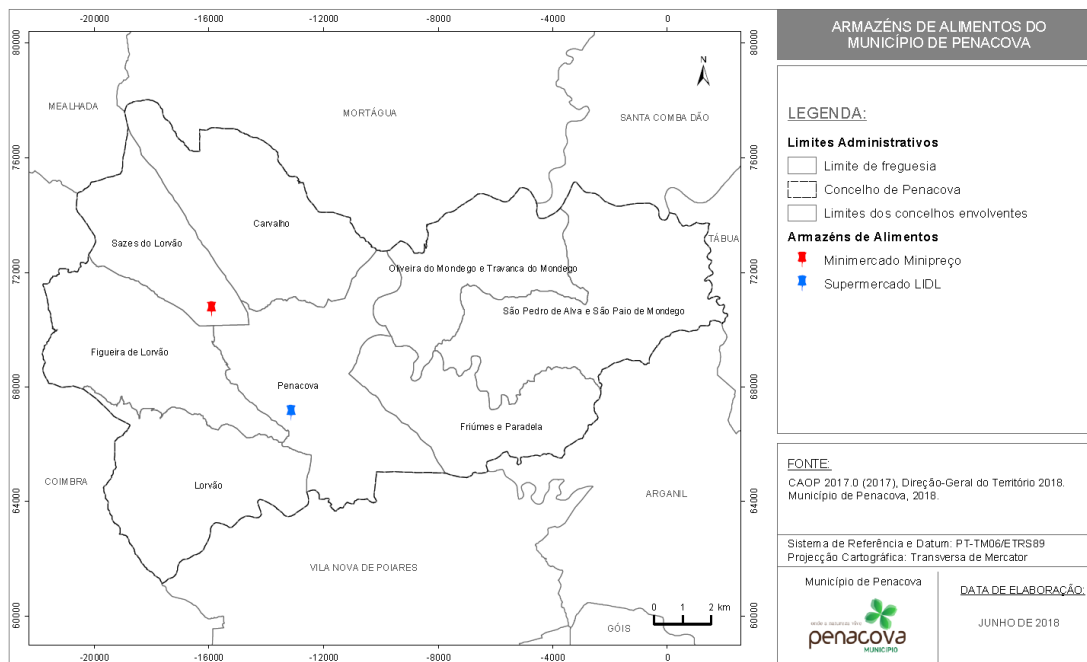 -20000 -16000 -12000 -8000 -4000 0
80000 80000
N
MEALHADA
MORTÁGUA
SANTA COMBA DÃO
76000 76000
Carvalho
Sazes do Lorvão
TÁBUA
72000 72000
Oliveira do Mondego e Travanca do Mondego
São Pedro de Alva e São Paio de Mondego
Figueira de Lorvão
Penacova
68000 68000
Friúmes e Paradela
COIMBRA
Lorvão
ARGANIL
64000 64000
VILA NOVA DE POIARES
60000 60000
0 1 2 km
GÓIS
-20000 -16000 -12000 -8000 -4000 0
ARMAZÉNS DE ALIMENTOS DO
MUNICÍPIO DE PENACOVA
LEGENDA:
Limites Administrativos
Limite de freguesia
Concelho de Penacova
Limites dos concelhos envolventes
Armazéns de Alimentos
Minimercado Minipreço
Supermercado LIDL
FONTE:
CAOP 2017.0 (2017), Direção-Geral do Território 2018.
Município de Penacova, 2018.
Sistema de Referência e Datum: PT-TM06/ETRS89
Projecção Cartográfica: Transversa de Mercator
Município de Penacova
penacova
MUNICÍPIO
DATA DE ELABORAÇÃO:
JUNHO DE 2018